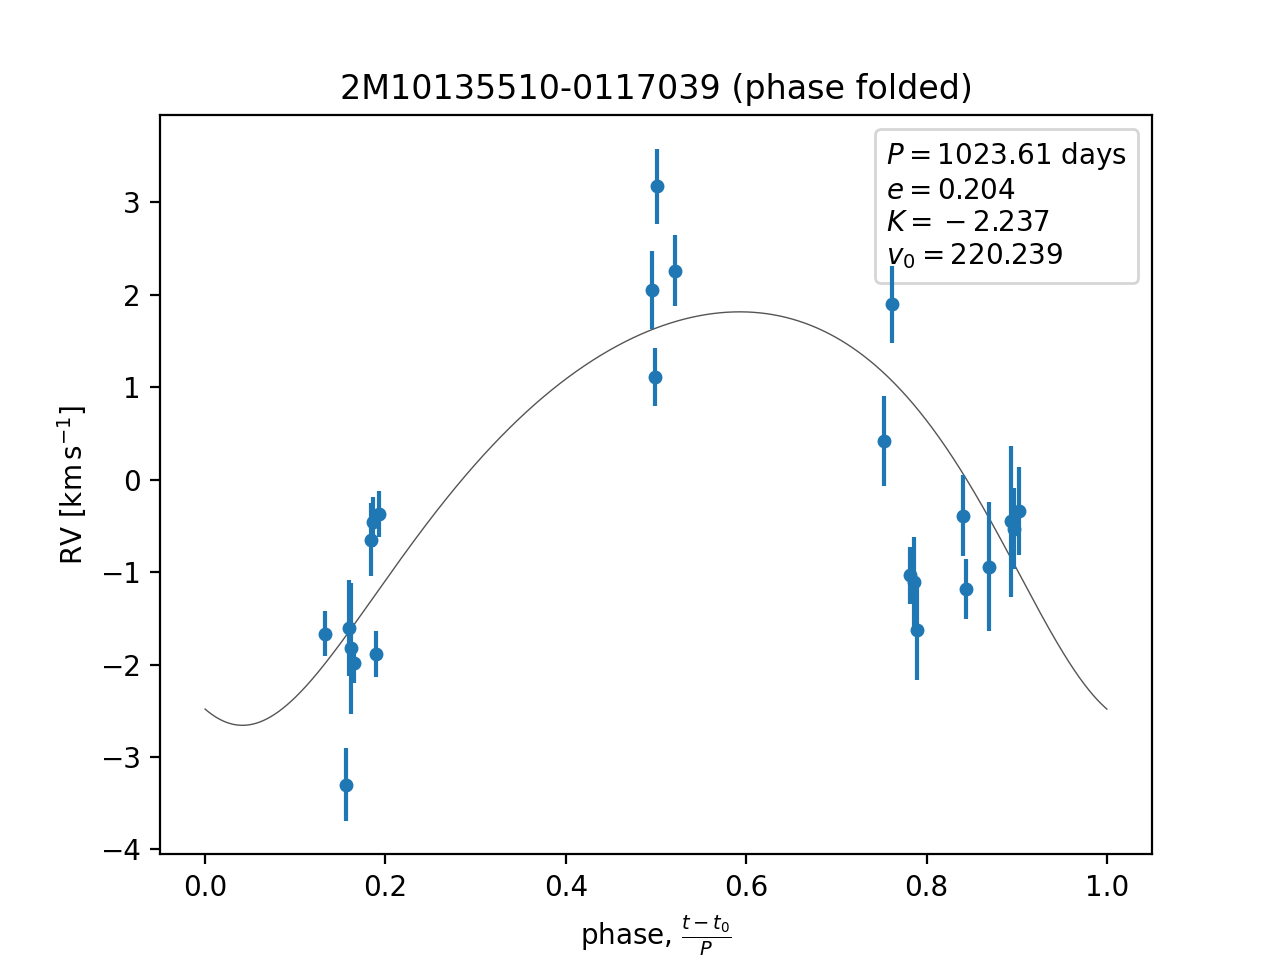 2M10135510-0117039 (phase folded)
P = 1023.61 days
e = 0.204
K = −2.237
v₀ = 220.239
RV [km s⁻¹]
3
2
1
0
−1
−2
−3
−4
0.0 0.2 0.4 0.6 0.8 1.0
phase, (t − t₀)/P